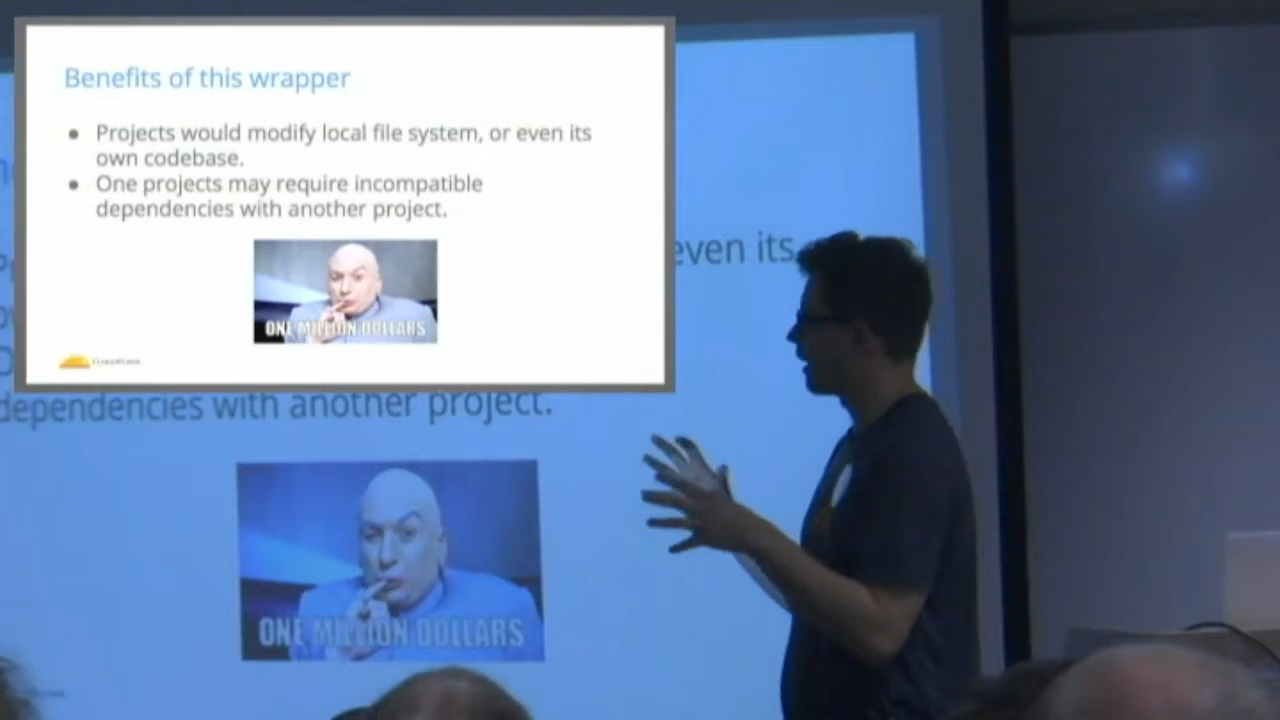 Benefits of this wrapper
● Projects would modify local file system, or even its
own codebase.
● One projects may require incompatible
dependencies with another project.
ONE MILLION DOLLARS
CLOUDFLARE
even its
dependencies with another project.
ONE MILLION DOLLARS